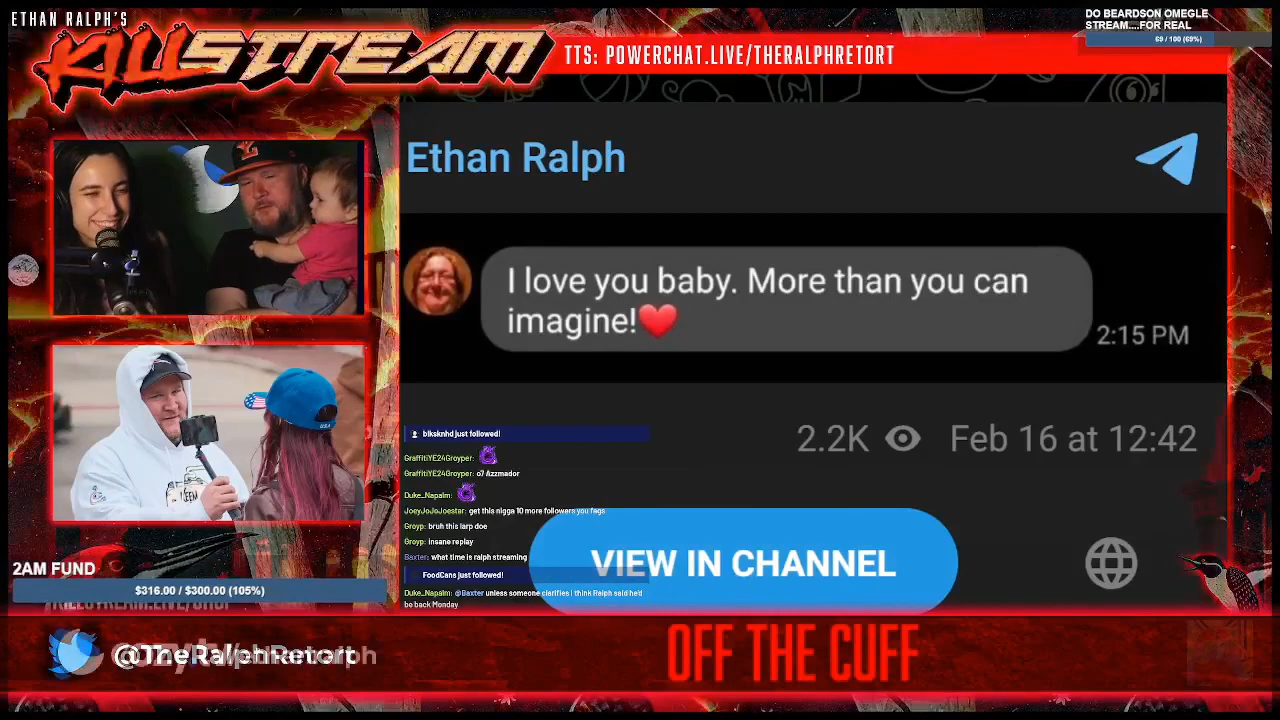 ETHAN RALPH'S
KILLSTREAM
TTS: POWERCHAT.LIVE/THERALPHRETORT
DO BEARDSON OMEGLE
STREAM....FOR REAL
69 / 100 (69%)
Ethan Ralph
I love you baby. More than you can
imagine!❤️
2:15 PM
2.2K
Feb 16 at 12:42
blksknhd just followed!
GraffitiYE24Groyper:
GraffitiYE24Groyper: o7 Azzmador
Duke_Napalm:
JoeyJoJoJoestar: get this nigga 10 more followers you fags
Groyp: bruh this larp doe
Groyp: insane replay
Baxter: what time is ralph streaming
FoodCans just followed!
Duke_Napalm: @Baxter unless someone clarifies I think Ralph said he'd
be back Monday
VIEW IN CHANNEL
USA
2AM FUND
$316.00 / $300.00 (105%)
@TheRalphRetort
OFF THE CUFF